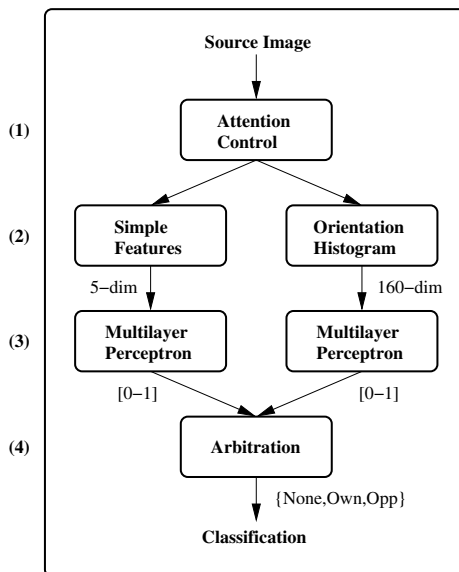 Source Image
(1)
Attention
Control
(2)
Simple
Features
Orientation
Histogram
5−dim
160−dim
(3)
Multilayer
Perceptron
Multilayer
Perceptron
[0−1]
[0−1]
(4)
Arbitration
{None,Own,Opp}
Classification